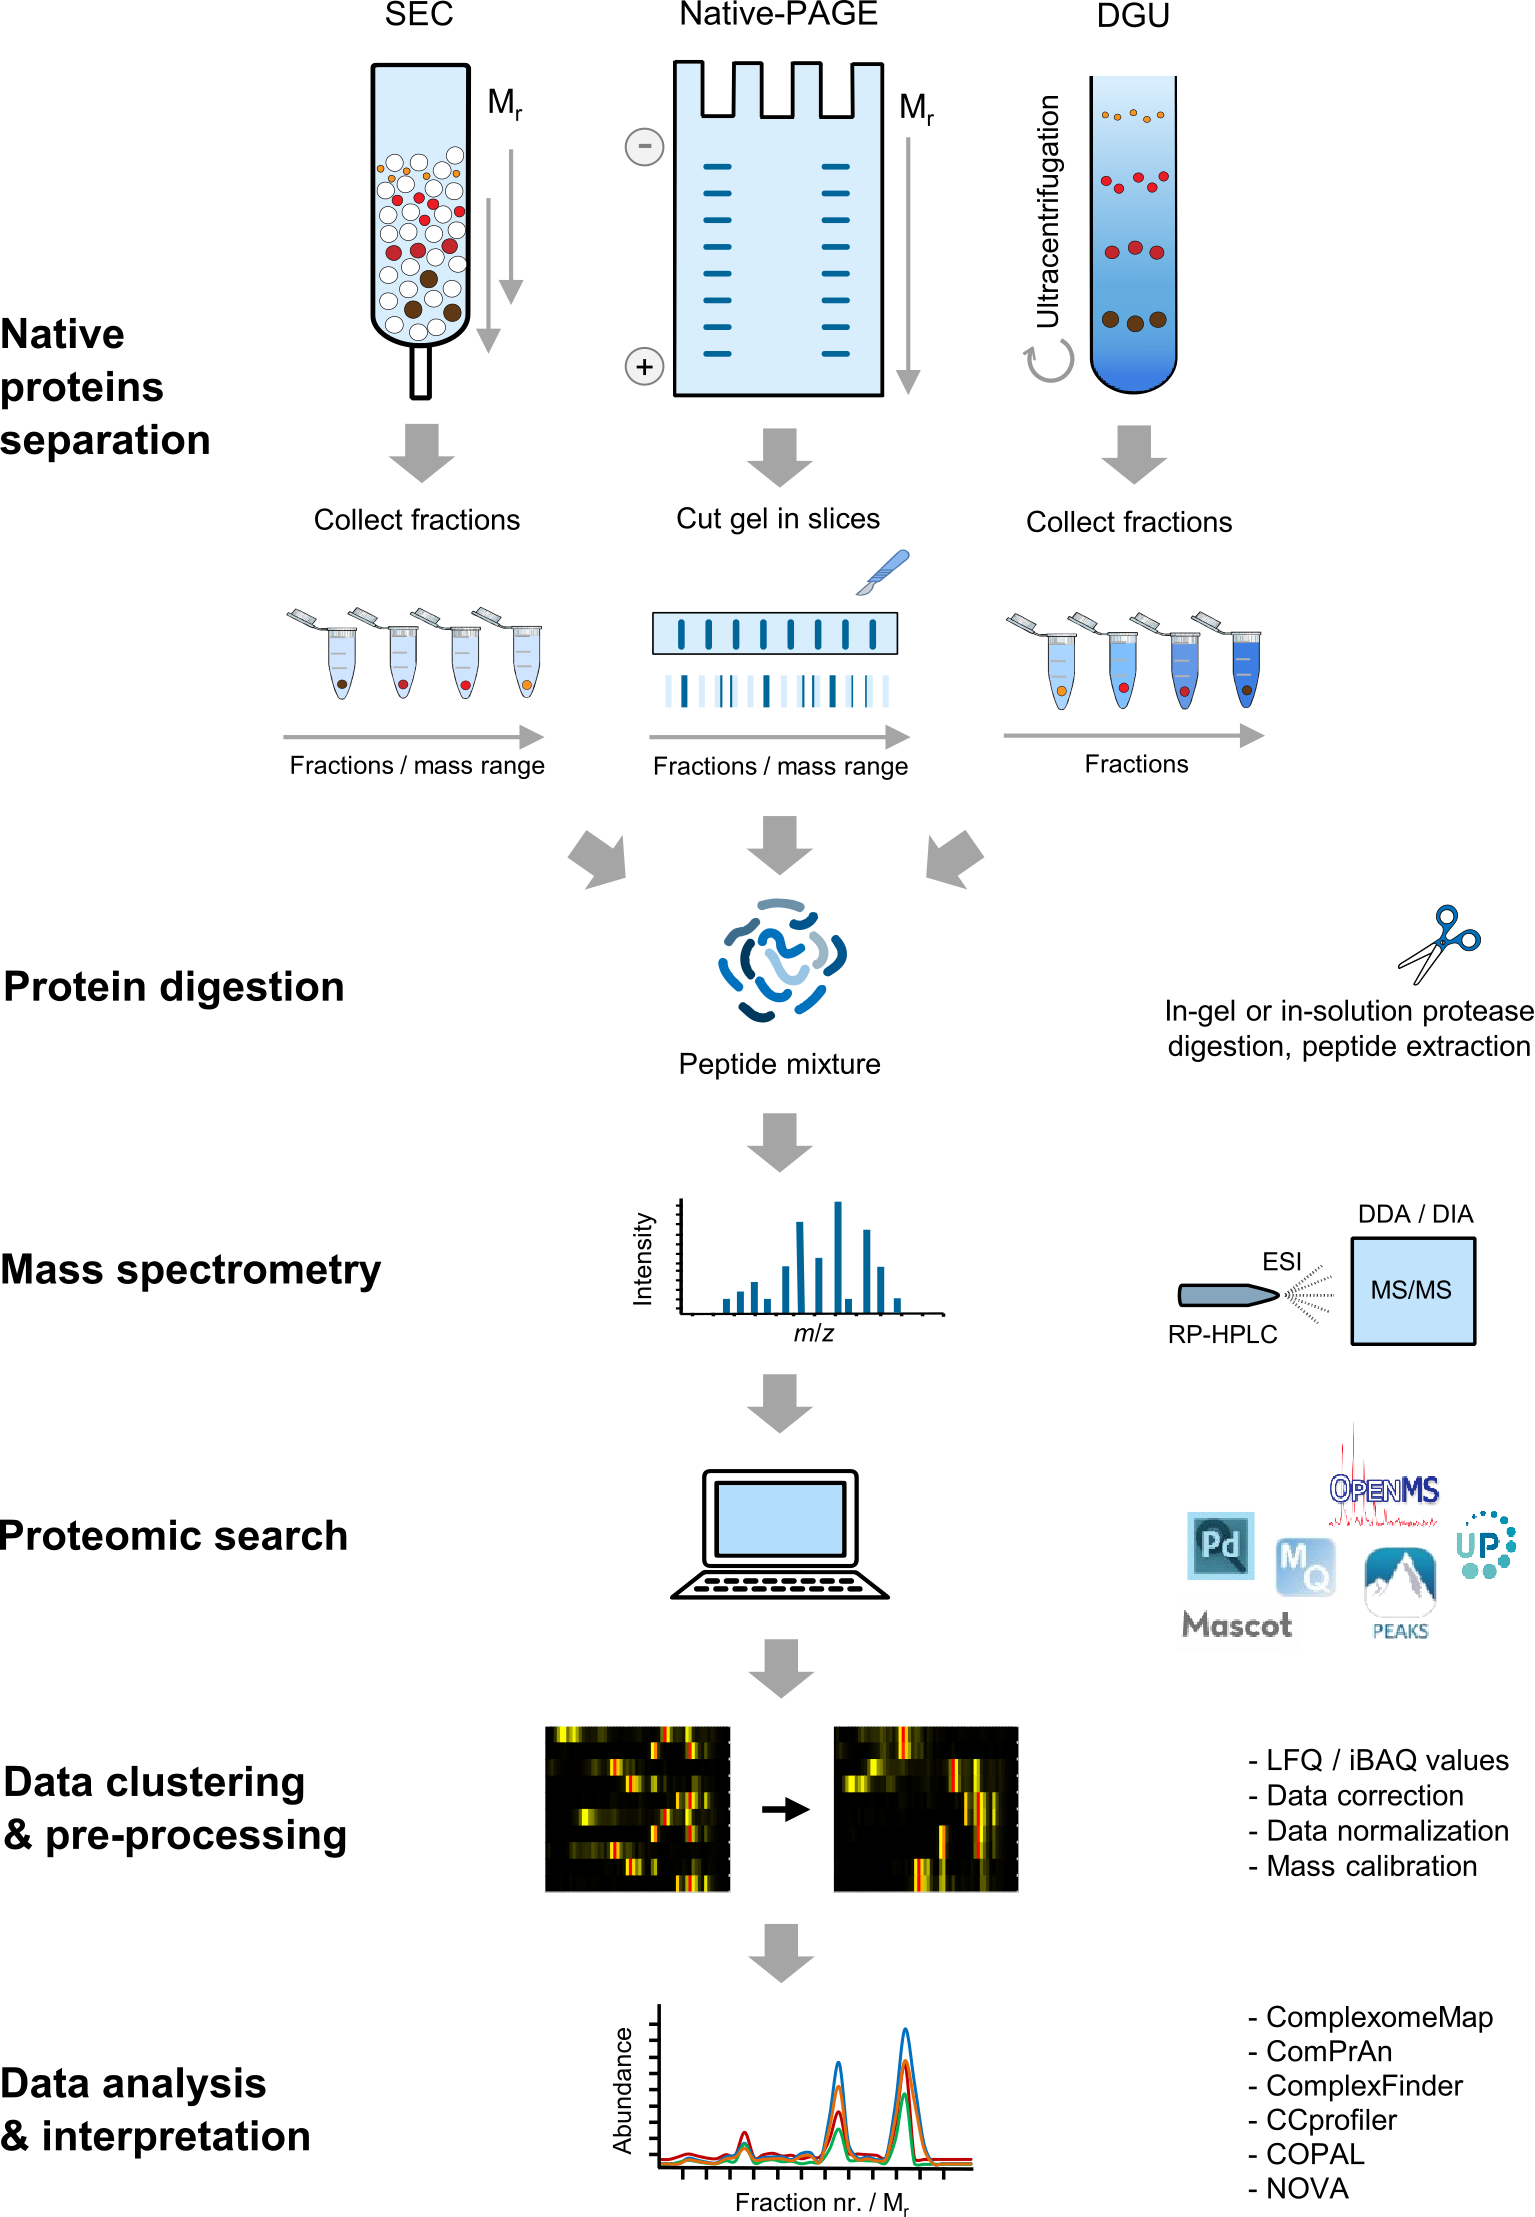 SEC
Native-PAGE
DGU
Mr
Mr
-
+
Ultracentrifugation
Native
proteins
separation
Collect fractions
Cut gel in slices
Collect fractions
Fractions / mass range
Fractions / mass range
Fractions
Protein digestion
Peptide mixture
In-gel or in-solution protease
digestion, peptide extraction
Mass spectrometry
Intensity
m/z
DDA / DIA
ESI
MS/MS
RP-HPLC
Proteomic search
OPENMS
Pd
MQ
UP
Mascot
PEAKS
Data clustering
& pre-processing
- LFQ / iBAQ values
- Data correction
- Data normalization
- Mass calibration
Data analysis
& interpretation
Abundance
Fraction nr. / Mr
- ComplexomeMap
- ComPrAn
- ComplexFinder
- CCprofiler
- COPAL
- NOVA